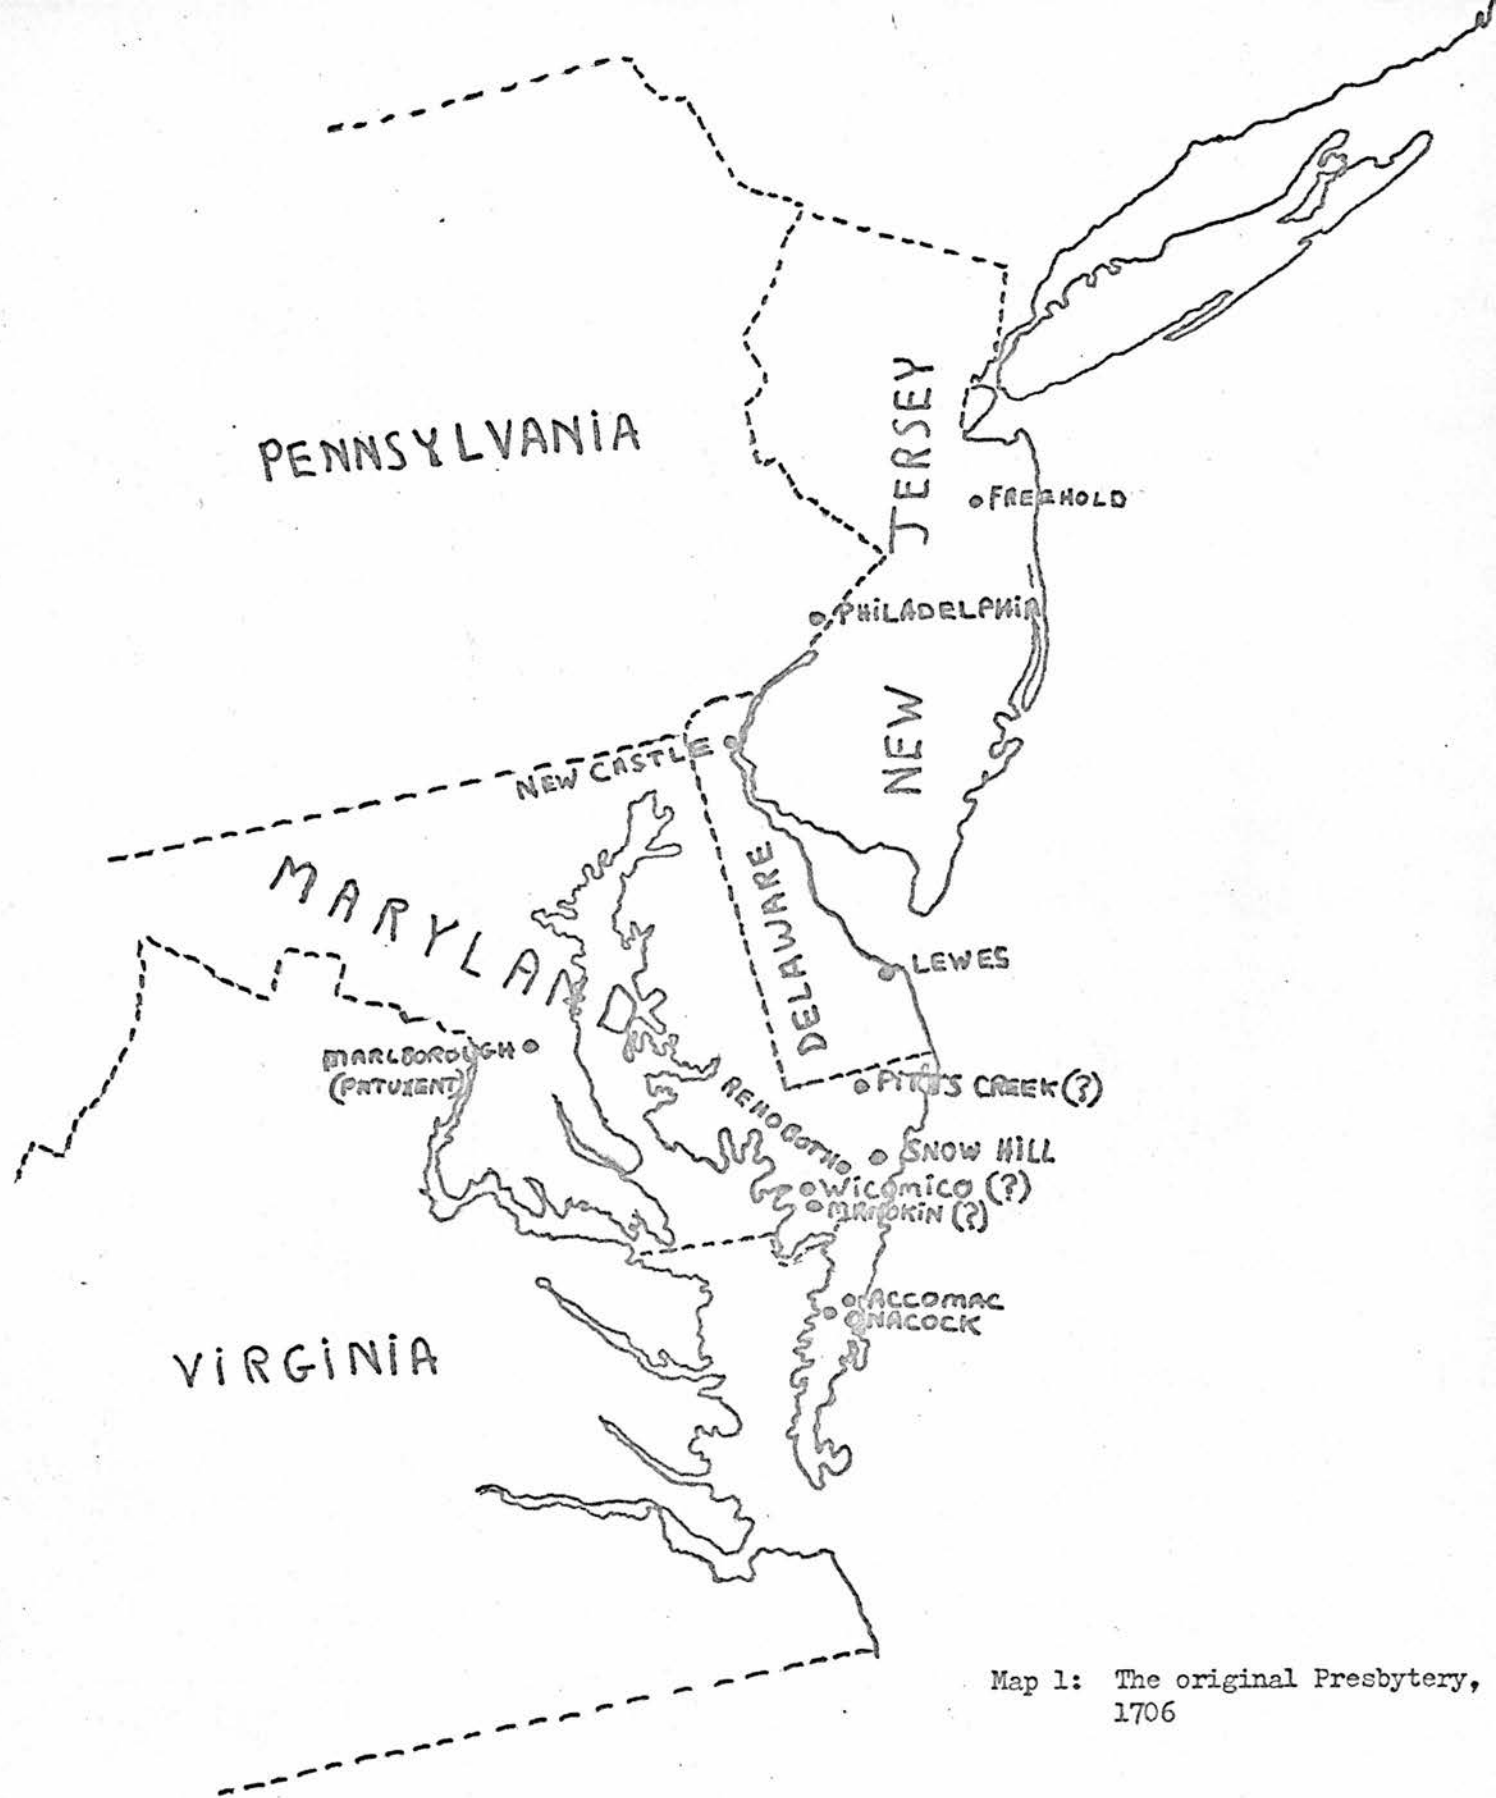 PENNSYLVANiA
NEW JERSEY
FREEHOLD
PHiLADELPHiA
NEW CASTLE
MARYLAND
DELAWARE
LEWES
MARLBOROUGH
(PATUXENT)
PiTTS CREEK(?)
REHOBOTH
SNOW HiLL
WiCOMiCO (?)
MANOKiN (?)
ACCOMAC
ONACOCK
ViRGiNiA
Map 1: The original Presbytery,
1706